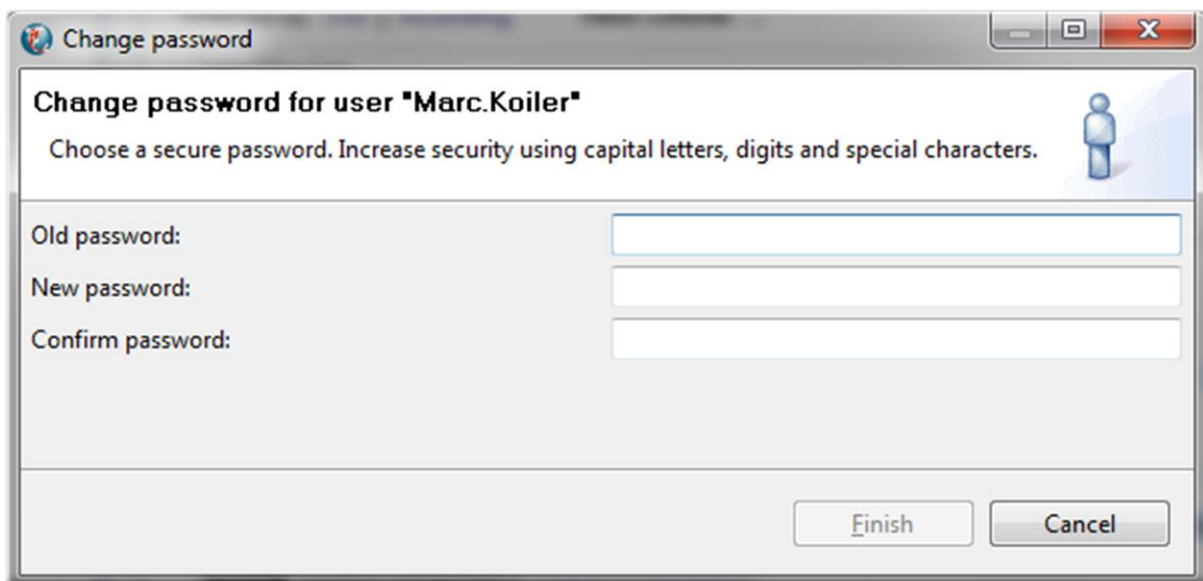 Change password
Change password for user "Marc.Koiler"
Choose a secure password. Increase security using capital letters, digits and special characters.
Old password:
New password:
Confirm password:
Finish
Cancel